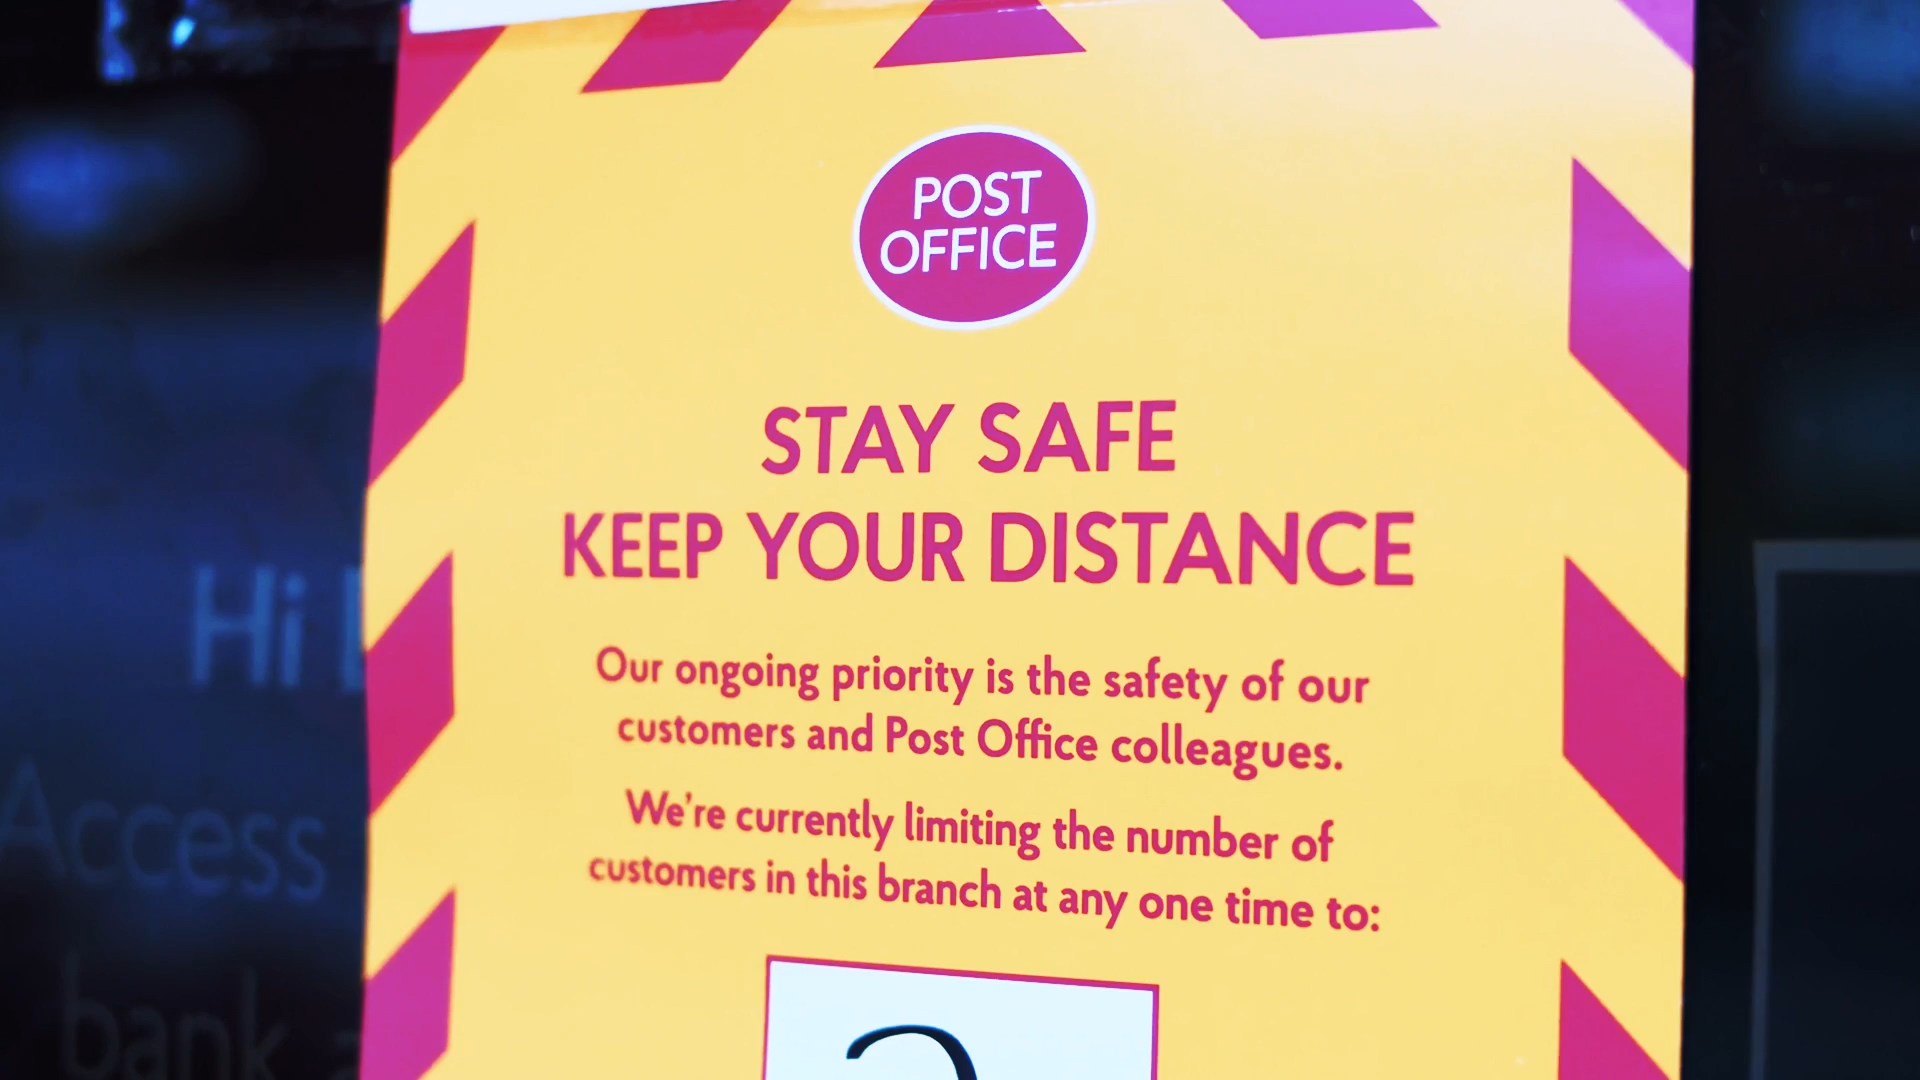 POST
OFFICE
STAY SAFE
KEEP YOUR DISTANCE
Our ongoing priority is the safety of our
customers and Post Office colleagues.
We're currently limiting the number of
customers in this branch at any one time to:
Hi
Access
bank